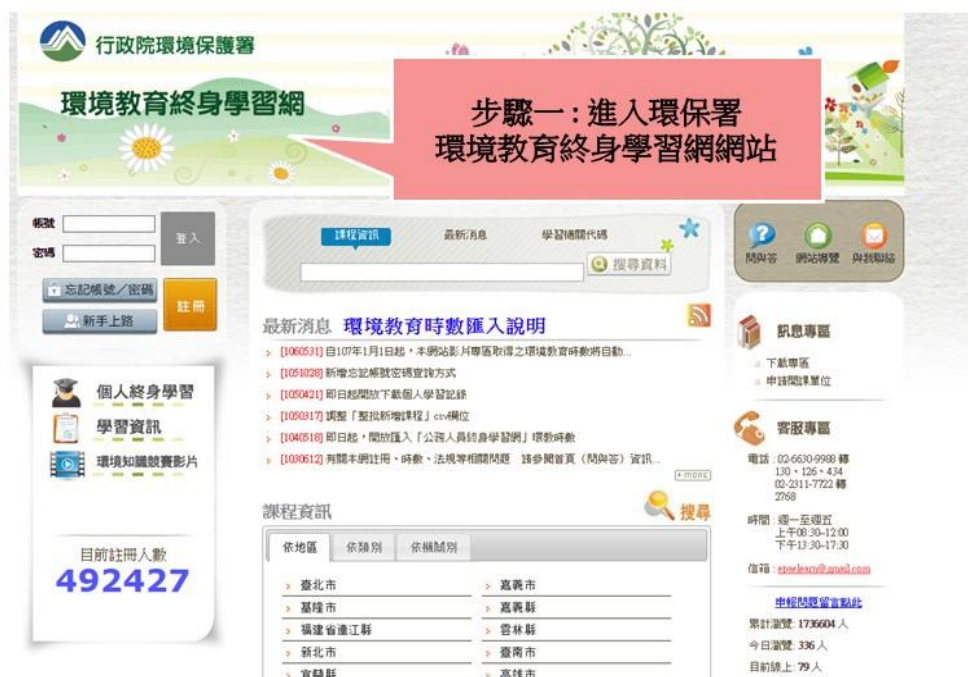 行政院環境保護署
環境教育終身學習網
步驟一：進入環保署
環境教育終身學習網網站
帳號
密碼
登入
忘記帳號／密碼
新手上路
註冊
課程資訊
最新消息
學習機關代碼
搜尋資料
問與答
網站導覽
與我聯絡
個人終身學習
學習資訊
環境知識競賽影片
目前註冊人數
492427
最新消息 環境教育時數匯入說明
[1060531] 自107年1月1日起，本網站影片專區取得之環境教育時數將自動...
[1051028] 新增忘記帳號密碼查詢方式
[1050421] 即日起開放下載個人學習記錄
[1050317] 調整「整批新增課程」csv欄位
[1040518] 即日起，開放匯入「公務人員終身學習網」環教時數
[1030612] 有關本網註冊、時數、法規等相關問題 請參閱首頁（問與答）資訊...
more
課程資訊
搜尋
依地區
依類別
依機關別
臺北市
嘉義市
基隆市
嘉義縣
福建省連江縣
雲林縣
新北市
臺南市
宜蘭縣
高雄市
訊息專區
下載專區
申請開課單位
客服專區
電話：02-6630-9988 轉
130、126、434
02-2311-7722 轉
2768
時間：週一至週五
上午08:30-12:00
下午13:30-17:30
信箱：epaelearn@gmail.com
申報問題留言點此
累計瀏覽: 1736604 人
今日瀏覽: 336 人
目前線上: 79 人